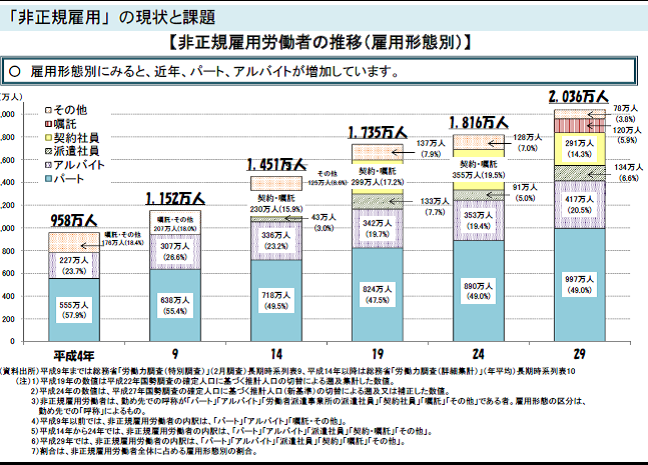 「非正規雇用」の現状と課題
【非正規雇用労働者の推移(雇用形態別)】
○ 雇用形態別にみると、近年、パート、アルバイトが増加しています。
(万人)
その他
嘱託
契約社員
派遣社員
アルバイト
パート
,000
1,800
1,600
1,400
1,200
1,000
800
600
400
200
0
958万人
嘱託・その他
176万人(18.4%)
227万人
(23.7%)
555万人
(57.9%)
平成4年
1,152万人
嘱託・その他
207万人(18.0%)
307万人
(26.6%)
638万人
(55.4%)
9
1,451万人
その他
125万人(8.6%)
契約・嘱託
230万人(15.9%)
43万人
(3.0%)
336万人
(23.2%)
718万人
(49.5%)
14
1,735万人
137万人
(7.9%)
契約・嘱託
299万人(17.2%)
133万人
(7.7%)
342万人
(19.7%)
824万人
(47.5%)
19
1,816万人
128万人
(7.0%)
契約・嘱託
355万人(19.5%)
91万人
(5.0%)
353万人
(19.4%)
890万人
(49.0%)
24
2,036万人
78万人
(3.8%)
120万人
(5.9%)
291万人
(14.3%)
134万人
(6.6%)
417万人
(20.5%)
997万人
(49.0%)
29
(資料出所)平成9年までは総務省「労働力調査(特別調査)」(2月調査)長期時系列表9、平成14年以降は総務省「労働力調査(詳細集計)」(年平均)長期時系列表10
(注)1)平成19年の数値は平成22年国勢調査の確定人口に基づく推計人口の切替による遡及集計した数値。
2)平成24年の数値は、平成27年国勢調査の確定人口に基づく推計人口(新基準)の切替による遡及又は補正した数値。
3)非正規雇用労働者は、勤め先での呼称が「パート」「アルバイト」「労働者派遣事業所の派遣社員」「契約社員」「嘱託」「その他」である者。雇用形態の区分は、
勤め先での「呼称」によるもの。
4)平成9年以前では、非正規雇用労働者の内訳は、「パート」「アルバイト」「嘱託・その他」。
5)平成14年から24年では、非正規雇用労働者の内訳は、「パート」「アルバイト」「派遣社員」「契約・嘱託」「その他」。
6)平成29年では、非正規雇用労働者の内訳は、「パート」「アルバイト」「派遣社員」「契約」「嘱託」「その他」。
7)割合は、非正規雇用労働者全体に占める雇用形態別の割合。